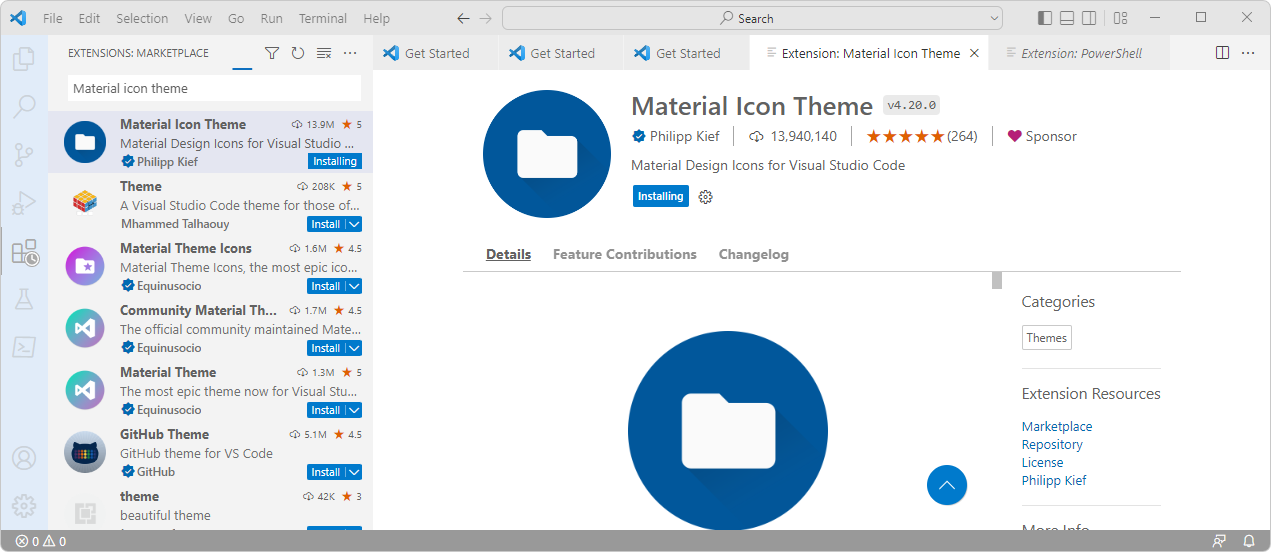 File Edit Selection View Go Run Terminal Help Search
EXTENSIONS: MARKETPLACE
Get Started Get Started Get Started Extension: Material Icon Theme Extension: PowerShell
Material icon theme
Material Icon Theme 13.9M 5
Material Design Icons for Visual Studio ...
Philipp Kief Installing
Theme 208K 5
A Visual Studio Code theme for those of...
Mhammed Talhaouy Install
Material Theme Icons 1.6M 4.5
Material Theme Icons, the most epic ico...
Equinusocio Install
Community Material Th... 1.7M 4.5
The official community maintained Mate...
Equinusocio Install
Material Theme 1.3M 5
The most epic theme now for Visual Stu...
Equinusocio Install
GitHub Theme 5.1M 4.5
GitHub theme for VS Code
GitHub Install
theme 42K 3
beautiful theme
Material Icon Theme v4.20.0
Philipp Kief 13,940,140 (264) Sponsor
Material Design Icons for Visual Studio Code
Installing
Details Feature Contributions Changelog
Categories
Themes
Extension Resources
Marketplace
Repository
License
Philipp Kief
More Info
0 0